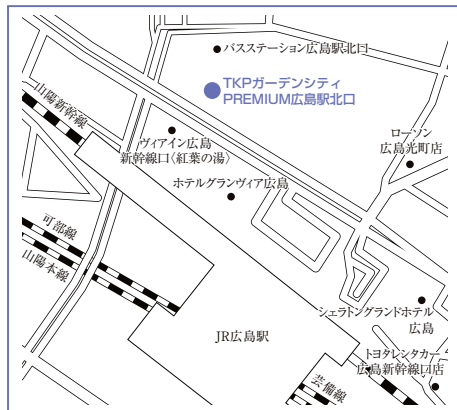 バスステーション広島駅北口
TKPガーデンシティ
PREMIUM広島駅北口
山陽新幹線
ヴィアイン広島
新幹線口〈紅葉の湯〉
ローソン
広島光町店
ホテルグランヴィア広島
可部線
山陽本線
シェラトングランドホテル
広島
JR広島駅
トヨタレンタカー
広島新幹線口店
芸備線